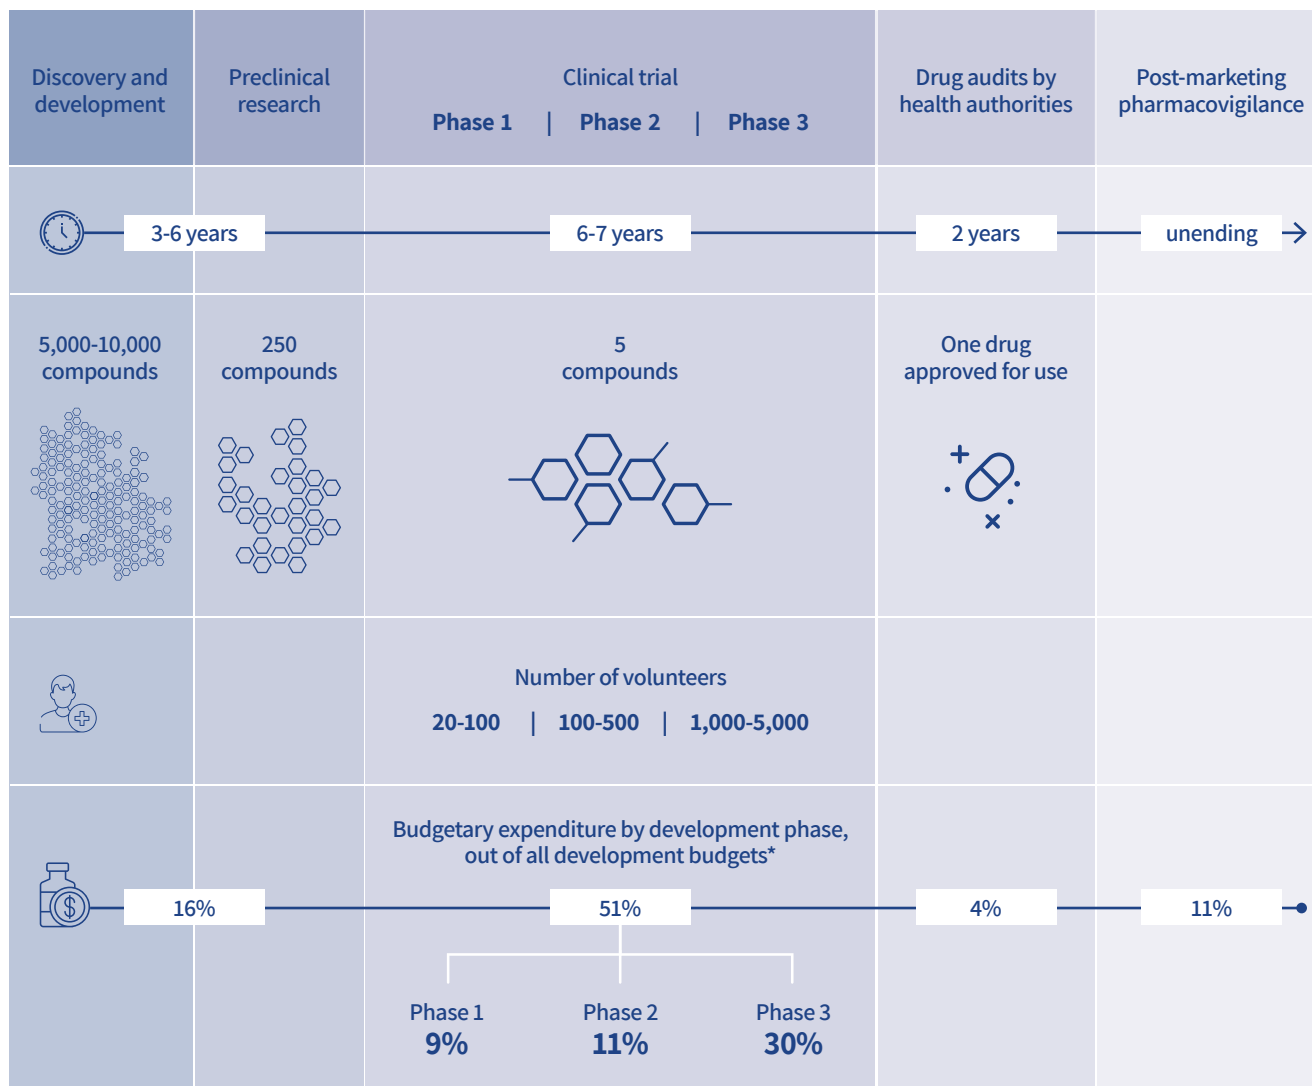 Discovery and
development
Preclinical
research
Clinical trial
Phase 1 | Phase 2 | Phase 3
Drug audits by
health authorities
Post-marketing
pharmacovigilance
3-6 years
6-7 years
2 years
unending
5,000-10,000
compounds
250
compounds
5
compounds
One drug
approved for use
Number of volunteers
20-100 | 100-500 | 1,000-5,000
Budgetary expenditure by development phase,
out of all development budgets*
$
16%
51%
4%
11%
Phase 1
9%
Phase 2
11%
Phase 3
30%